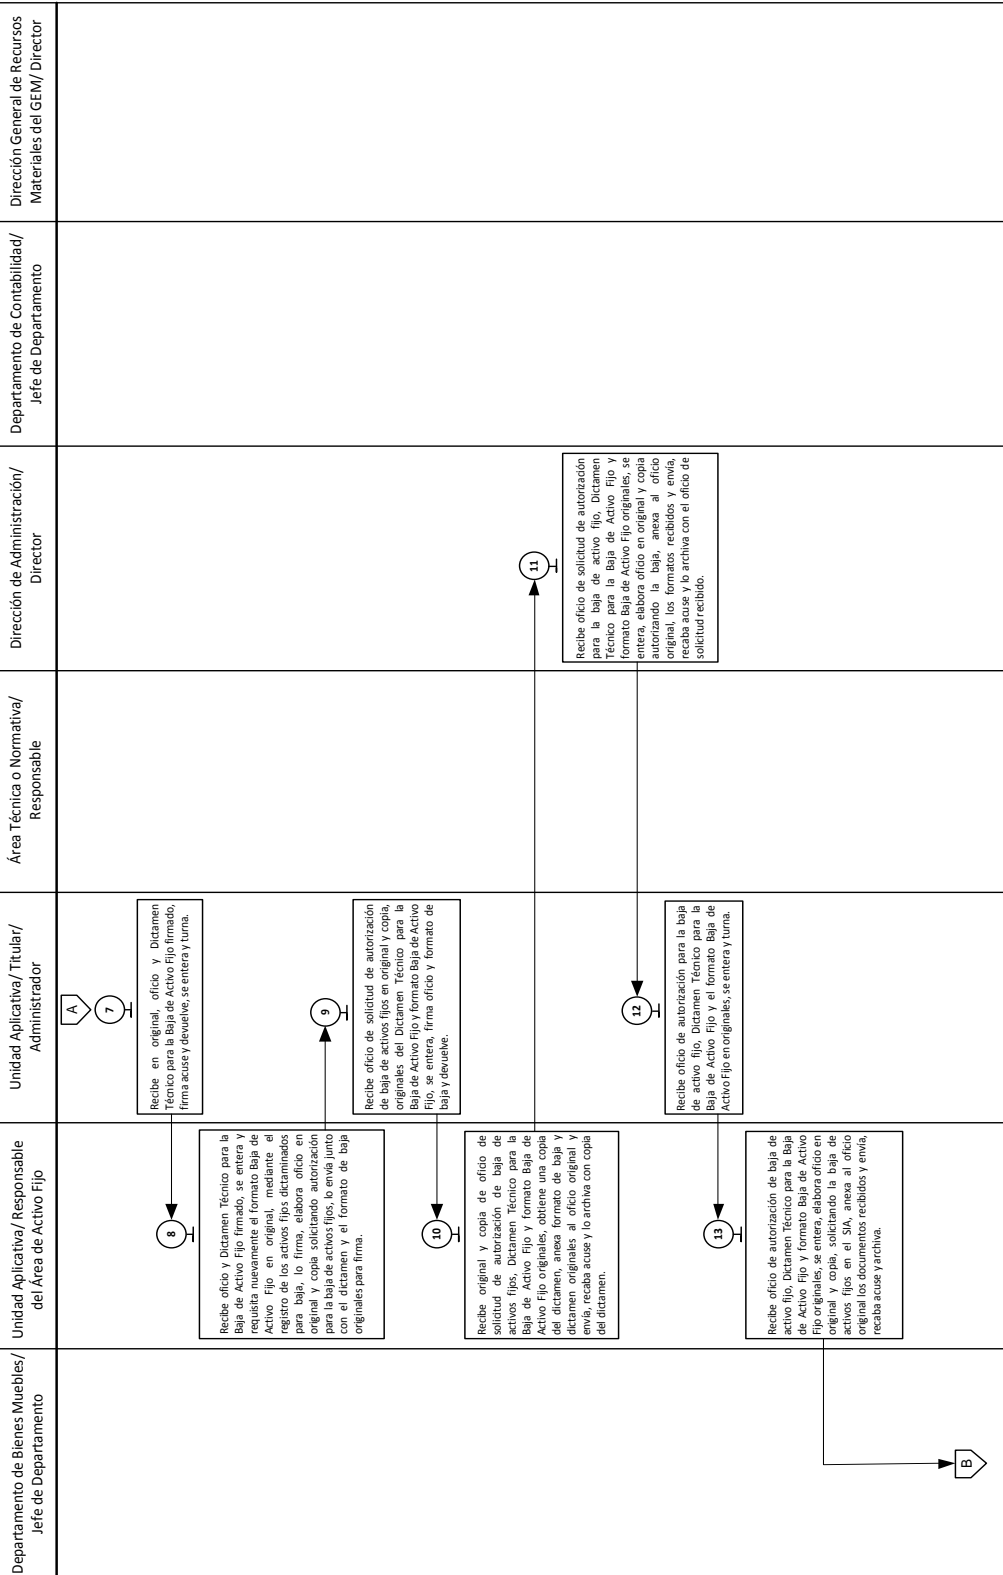 Departamento de Bienes Muebles/
Jefe de Departamento
Unidad Aplicativa/ Responsable
del Área de Activo Fijo
Unidad Aplicativa/ Titular/
Administrador
Área Técnica o Normativa/
Responsable
Dirección de Administración/
Director
Departamento de Contabilidad/
Jefe de Departamento
Dirección General de Recursos
Materiales del GEM/ Director
A
7
Recibe en original, oficio y Dictamen
Técnico para la Baja de Activo Fijo firmado,
firma acuse y devuelve, se entera y turna.
8
Recibe oficio y Dictamen Técnico para la
Baja de Activo Fijo firmado, se entera y
requisita nuevamente el formato Baja de
Activo Fijo en original, mediante el
registro de los activos fijos dictaminados
para baja, lo firma, elabora oficio en
original y copia solicitando autorización
para la baja de activos fijos, lo envía junto
con el dictamen y el formato de baja
originales para firma.
9
Recibe oficio de solicitud de autorización
de baja de activos fijos en original y copia,
originales del Dictamen Técnico para la
Baja de Activo Fijo y formato Baja de Activo
Fijo, se entera, firma oficio y formato de
baja y devuelve.
10
Recibe original y copia de oficio de
solicitud de autorización de baja de
activos fijos, Dictamen Técnico para la
Baja de Activo Fijo y formato Baja de
Activo Fijo originales, obtiene una copia
del dictamen, anexa formato de baja y
dictamen originales al oficio original y
envía, recaba acuse y lo archiva con copia
del dictamen.
11
Recibe oficio de solicitud de autorización
para la baja de activo fijo, Dictamen
Técnico para la Baja de Activo Fijo y
formato Baja de Activo Fijo originales, se
entera, elabora oficio en original y copia
autorizando la baja, anexa al oficio
original, los formatos recibidos y envía,
recaba acuse y lo archiva con el oficio de
solicitud recibido.
12
Recibe oficio de autorización para la baja
de activo fijo, Dictamen Técnico para la
Baja de Activo Fijo y el formato Baja de
Activo Fijo en originales, se entera y turna.
13
Recibe oficio de autorización de baja de
activo fijo, Dictamen Técnico para la Baja
de Activo Fijo y formato Baja de Activo
Fijo originales, se entera, elabora oficio en
original y copia, solicitando la baja de
activos fijos en el SIA, anexa al oficio
original los documentos recibidos y envía,
recaba acuse y archiva.
B